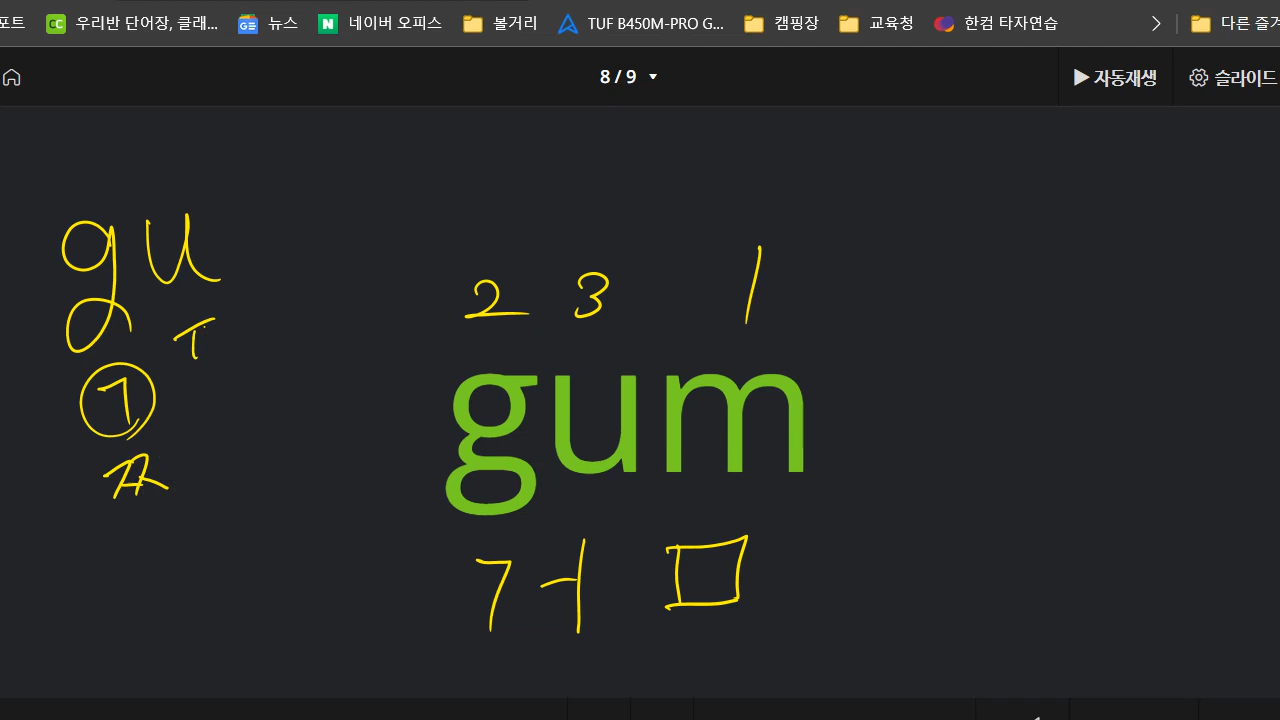 포트 CC 우리반 단어장, 클래... GE 뉴스 N 네이버 오피스 볼거리 TUF B450M-PRO G... 캠핑장 교육청 한컴 타자연습 다른 즐겨
8 / 9 자동재생 슬라이드
gu
2 3 1
ㅜ
gum
ㄱ
ㄱ ㅓ ㅁ